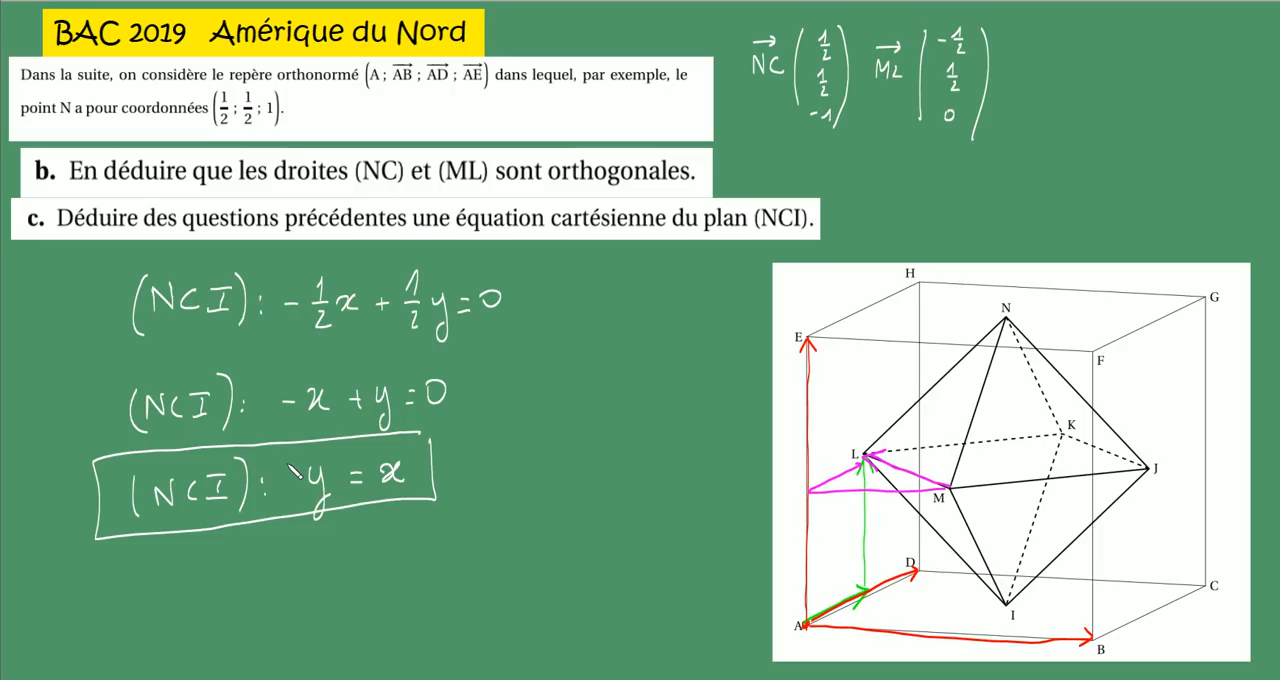 BAC 2019 Amérique du Nord
Dans la suite, on considère le repère orthonormé (A ; AB ; AD ; AE) dans lequel, par exemple, le
point N a pour coordonnées (1/2 ; 1/2 ; 1).
b. En déduire que les droites (NC) et (ML) sont orthogonales.
c. Déduire des questions précédentes une équation cartésienne du plan (NCI).
NC (1/2 1/2 -1) ML (-1/2 1/2 0)
(NCI) : -1/2 x + 1/2 y = 0
(NCI) : -x + y = 0
(NCI) : y = x
H
G
N
E
F
K
L
J
M
D
C
I
A
B